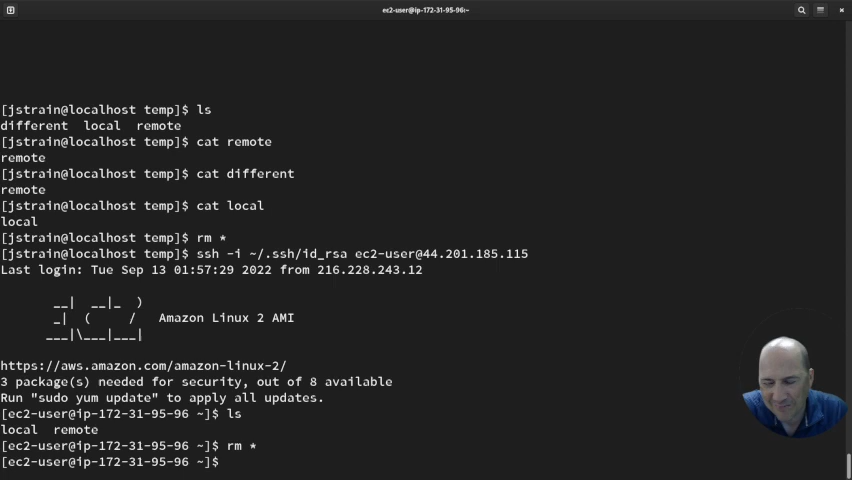 ec2-user@ip-172-31-95-96:~
[jstrain@localhost temp]$ ls
different  local  remote
[jstrain@localhost temp]$ cat remote
remote
[jstrain@localhost temp]$ cat different
remote
[jstrain@localhost temp]$ cat local
local
[jstrain@localhost temp]$ rm *
[jstrain@localhost temp]$ ssh -i ~/.ssh/id_rsa ec2-user@44.201.185.115
Last login: Tue Sep 13 01:57:29 2022 from 216.228.243.12
       __|  __|_  )
       _|  (     /   Amazon Linux 2 AMI
      ___|\___|___|
https://aws.amazon.com/amazon-linux-2/
3 package(s) needed for security, out of 8 available
Run "sudo yum update" to apply all updates.
[ec2-user@ip-172-31-95-96 ~]$ ls
local  remote
[ec2-user@ip-172-31-95-96 ~]$ rm *
[ec2-user@ip-172-31-95-96 ~]$